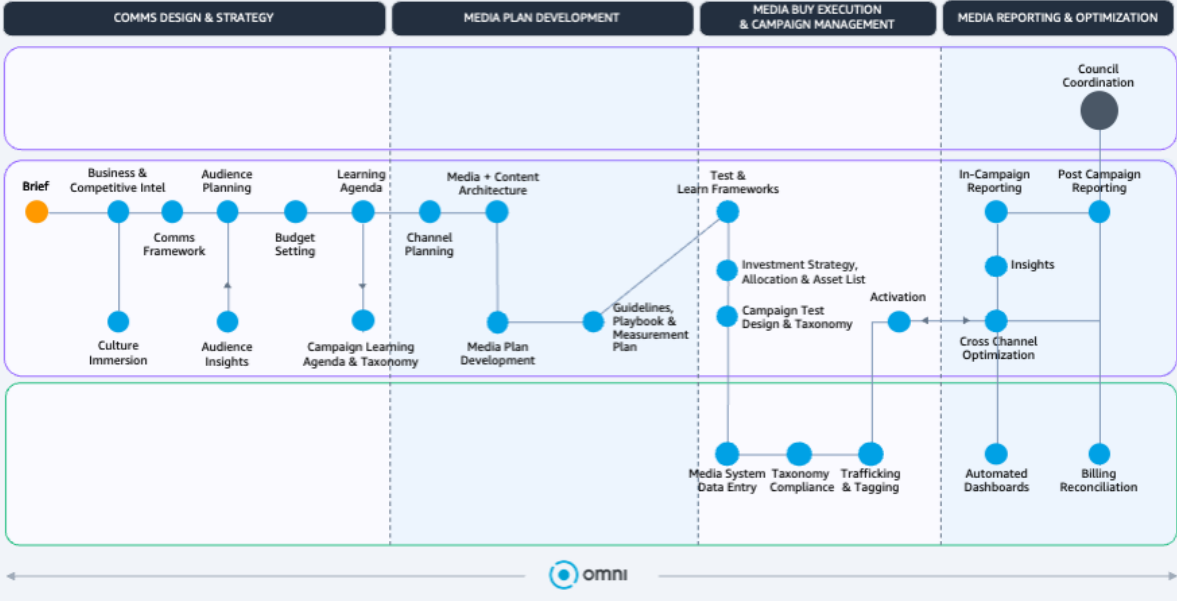 COMMS DESIGN & STRATEGY
MEDIA PLAN DEVELOPMENT
MEDIA BUY EXECUTION
& CAMPAIGN MANAGEMENT
MEDIA REPORTING & OPTIMIZATION
Council
Coordination
Brief
Business &
Competitive Intel
Audience
Planning
Learning
Agenda
Media + Content
Architecture
Test &
Learn Frameworks
In-Campaign
Reporting
Post Campaign
Reporting
Comms
Framework
Budget
Setting
Channel
Planning
Investment Strategy,
Allocation & Asset List
Insights
Activation
Campaign Test
Design & Taxonomy
Guidelines,
Playbook &
Measurement
Plan
Culture
Immersion
Audience
Insights
Campaign Learning
Agenda & Taxonomy
Media Plan
Development
Cross Channel
Optimization
Media System
Data Entry
Taxonomy
Compliance
Trafficking
& Tagging
Automated
Dashboards
Billing
Reconciliation
omni